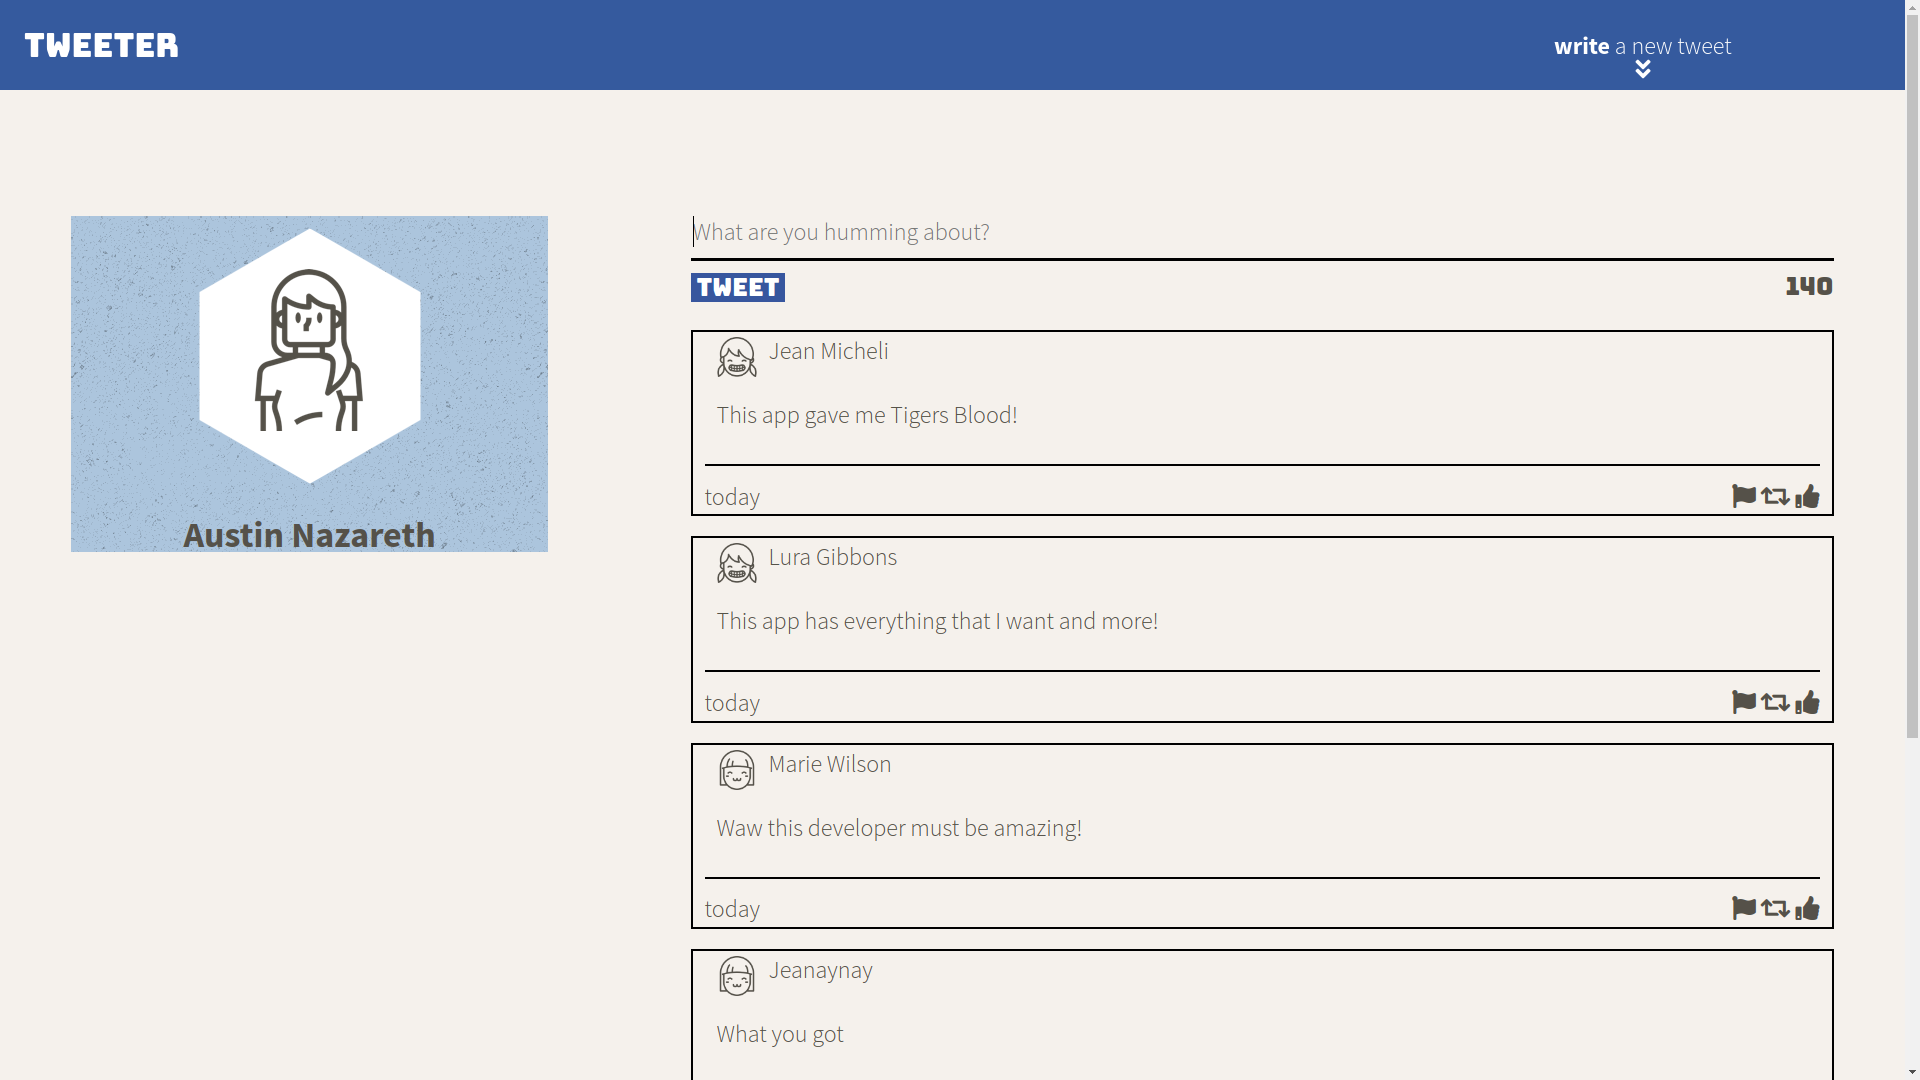 TWEETER
write a new tweet
Austin Nazareth
What are you humming about?
TWEET
140
Jean Micheli
This app gave me Tigers Blood!
today
Lura Gibbons
This app has everything that I want and more!
today
Marie Wilson
Waw this developer must be amazing!
today
Jeanaynay
What you got